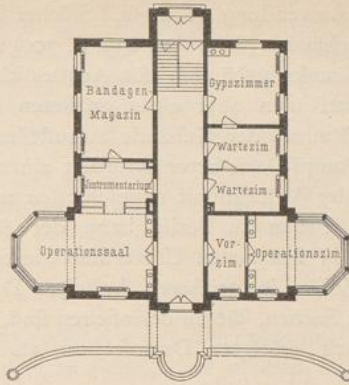 Bandagen
Magazin
Gypszimmer
Wartezim
Wartezim.
Instrumentarium
Operationssaal
Vor-
zim.
Operationszim.